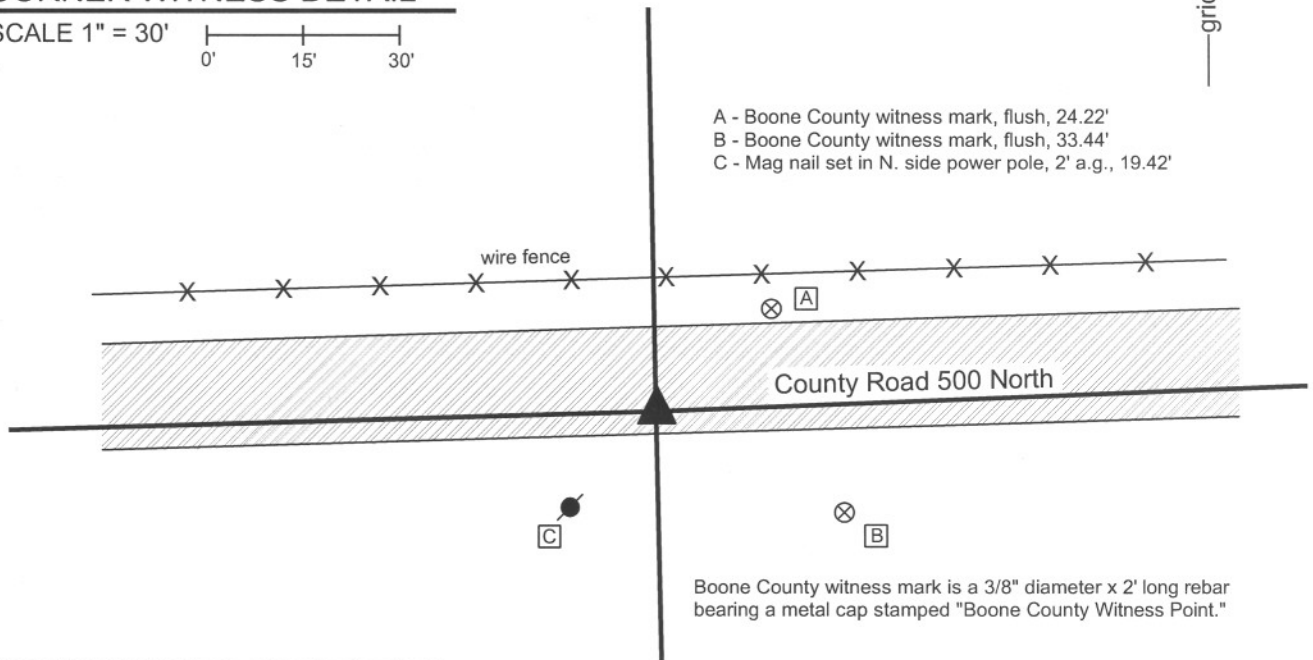 SCALE 1" = 30'
0' 15' 30'
A - Boone County witness mark, flush, 24.22'
B - Boone County witness mark, flush, 33.44'
C - Mag nail set in N. side power pole, 2' a.g., 19.42'
wire fence
A
County Road 500 North
C
B
Boone County witness mark is a 3/8" diameter x 2' long rebar
bearing a metal cap stamped "Boone County Witness Point."